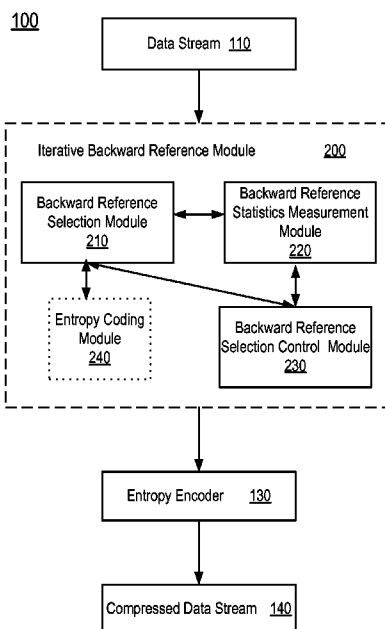 100
Data Stream 110
Iterative Backward Reference Module 200
Backward Reference
Selection Module
210
Backward Reference
Statistics Measurement
Module
220
Entropy Coding
Module
240
Backward Reference
Selection Control Module
230
Entropy Encoder 130
Compressed Data Stream 140